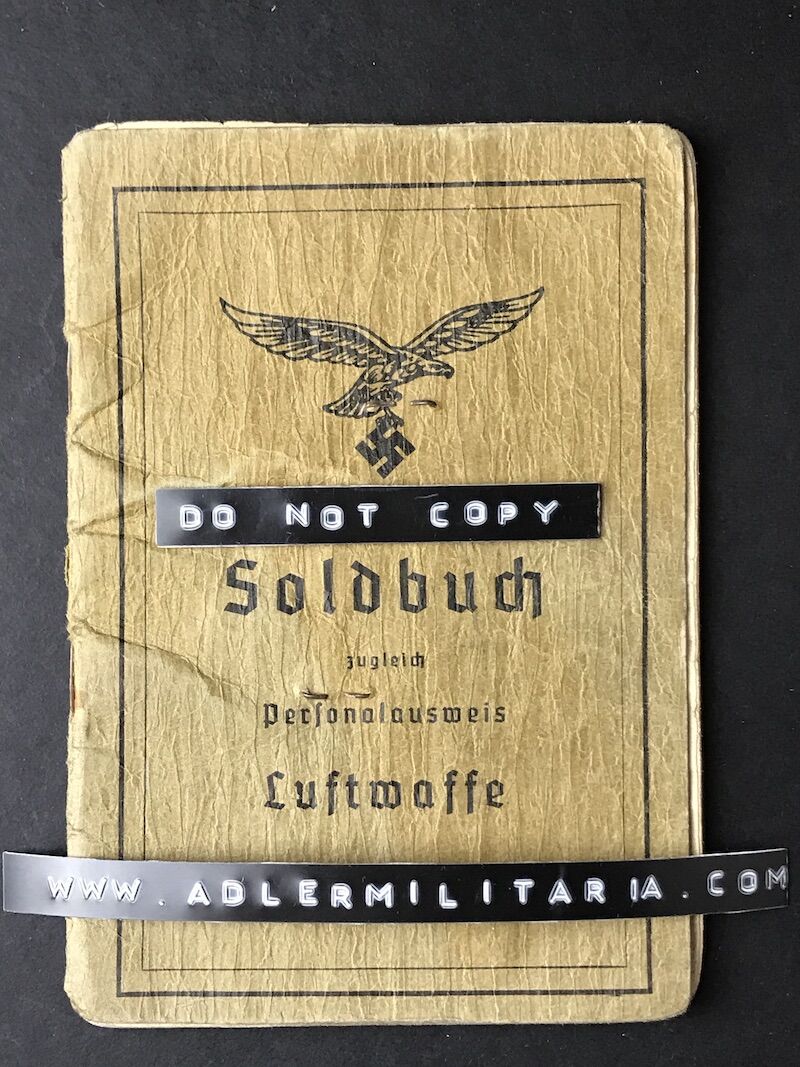 DO NOT COPY
Soldbuch
zugleich
Personalausweis
Luftwaffe
WWW.ADLERMILITARIA.COM